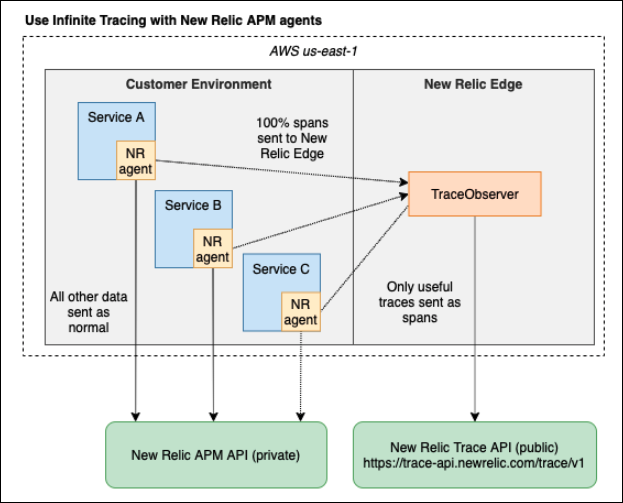 Use Infinite Tracing with New Relic APM agents
AWS us-east-1
Customer Environment
New Relic Edge
Service A
NR
agent
100% spans
sent to New
Relic Edge
TraceObserver
Service B
NR
agent
Service C
NR
agent
All other data
sent as
normal
Only useful
traces sent as
spans
New Relic APM API (private)
New Relic Trace API (public)
https://trace-api.newrelic.com/trace/v1